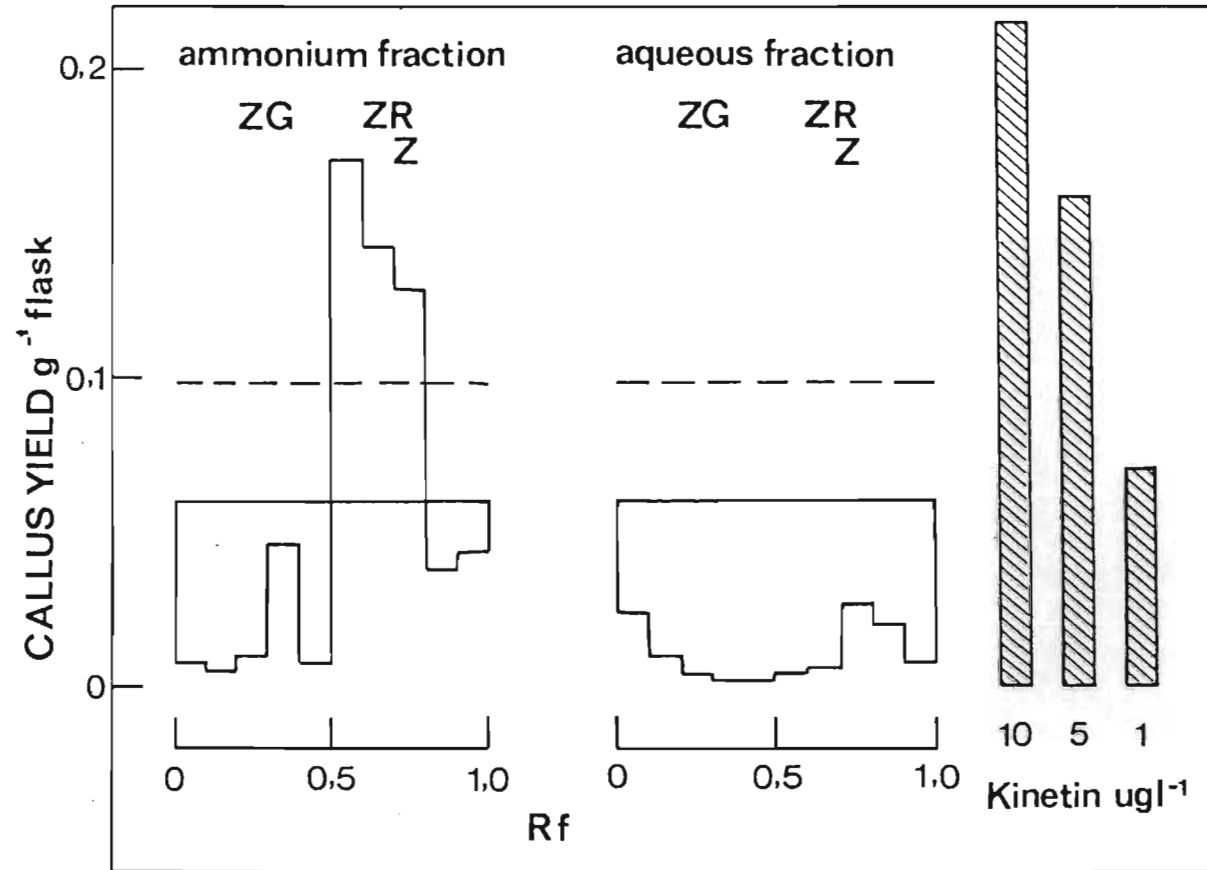 0,2
ammonium fraction
aqueous fraction
ZG
ZR
Z
ZG
ZR
Z
CALLUS YIELD g⁻¹ flask
0,1
0
0
0,5
1,0
0
0,5
1,0
Rf
10
5
1
Kinetin ugl⁻¹